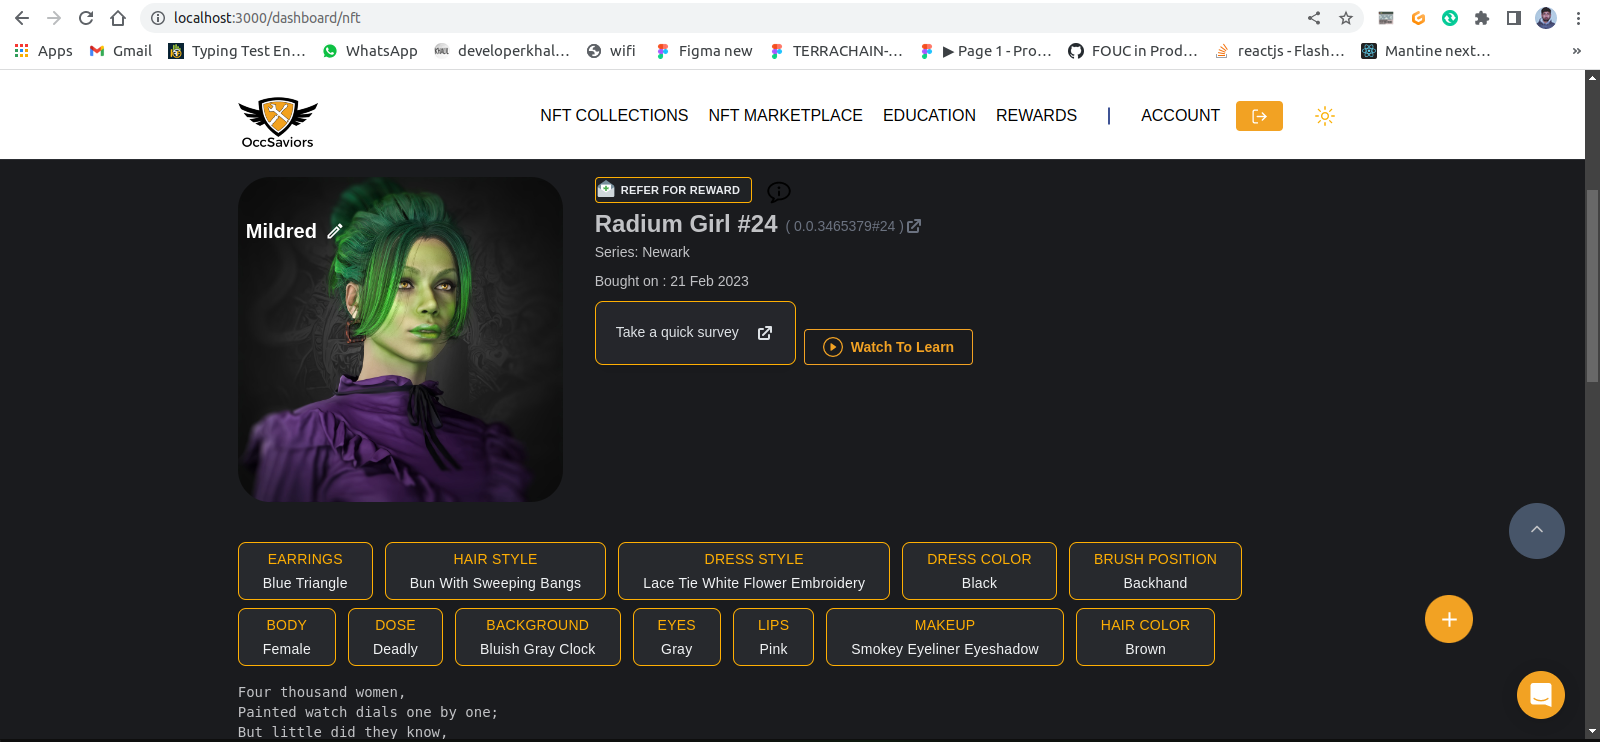 localhost:3000/dashboard/nft
Apps Gmail Typing Test En... WhatsApp developerkhal... wifi Figma new TERRACHAIN-... ▶ Page 1 - Pro... FOUC in Prod... reactjs - Flash... Mantine next... »
OccSaviors
NFT COLLECTIONS NFT MARKETPLACE EDUCATION REWARDS | ACCOUNT
Mildred
REFER FOR REWARD
Radium Girl #24 ( 0.0.3465379#24 )
Series: Newark
Bought on : 21 Feb 2023
Take a quick survey
Watch To Learn
EARRINGS HAIR STYLE DRESS STYLE DRESS COLOR BRUSH POSITION
Blue Triangle Bun With Sweeping Bangs Lace Tie White Flower Embroidery Black Backhand
BODY DOSE BACKGROUND EYES LIPS MAKEUP HAIR COLOR
Female Deadly Bluish Gray Clock Gray Pink Smokey Eyeliner Eyeshadow Brown
Four thousand women,
Painted watch dials one by one;
But little did they know,